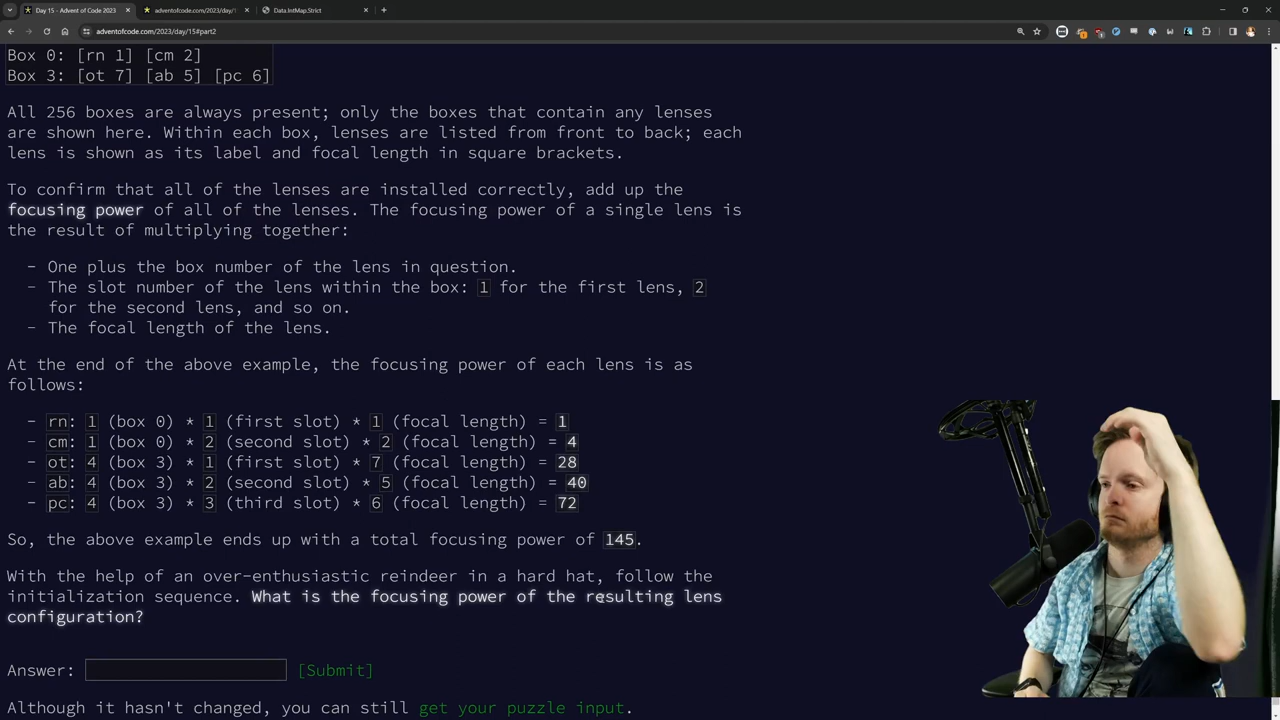 Day 15 - Advent of Code 2023
adventofcode.com/2023/day/1
Data.IntMap.Strict
adventofcode.com/2023/day/15#part2
Box 0: [rn 1] [cm 2]
Box 3: [ot 7] [ab 5] [pc 6]
All 256 boxes are always present; only the boxes that contain any lenses
are shown here. Within each box, lenses are listed from front to back; each
lens is shown as its label and focal length in square brackets.
To confirm that all of the lenses are installed correctly, add up the
focusing power of all of the lenses. The focusing power of a single lens is
the result of multiplying together:
- One plus the box number of the lens in question.
- The slot number of the lens within the box: 1 for the first lens, 2
for the second lens, and so on.
- The focal length of the lens.
At the end of the above example, the focusing power of each lens is as
follows:
- rn: 1 (box 0) * 1 (first slot) * 1 (focal length) = 1
- cm: 1 (box 0) * 2 (second slot) * 2 (focal length) = 4
- ot: 4 (box 3) * 1 (first slot) * 7 (focal length) = 28
- ab: 4 (box 3) * 2 (second slot) * 5 (focal length) = 40
- pc: 4 (box 3) * 3 (third slot) * 6 (focal length) = 72
So, the above example ends up with a total focusing power of 145.
With the help of an over-enthusiastic reindeer in a hard hat, follow the
initialization sequence. What is the focusing power of the resulting lens
configuration?
Answer: [Submit]
Although it hasn't changed, you can still get your puzzle input.